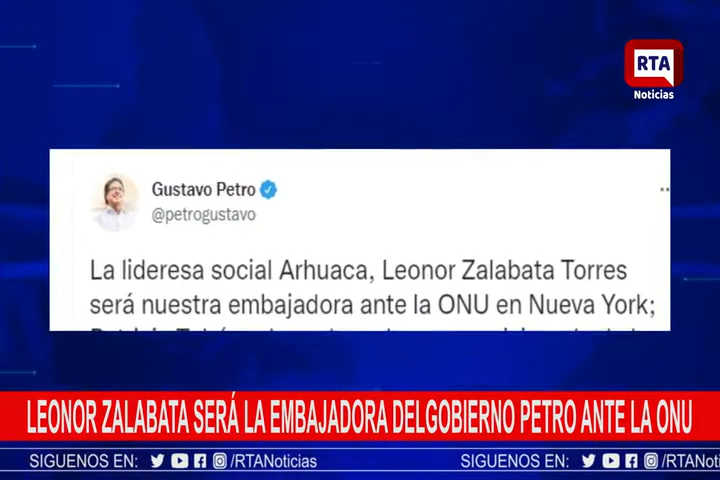 RTA
Noticias
Gustavo Petro
@petrogustavo
La lideresa social Arhuaca, Leonor Zalabata Torres
será nuestra embajadora ante la ONU en Nueva York;
LEONOR ZALABATA SERÁ LA EMBAJADORA DELGOBIERNO PETRO ANTE LA ONU
SIGUENOS EN: /RTANoticias SIGUENOS EN: /RTANoti